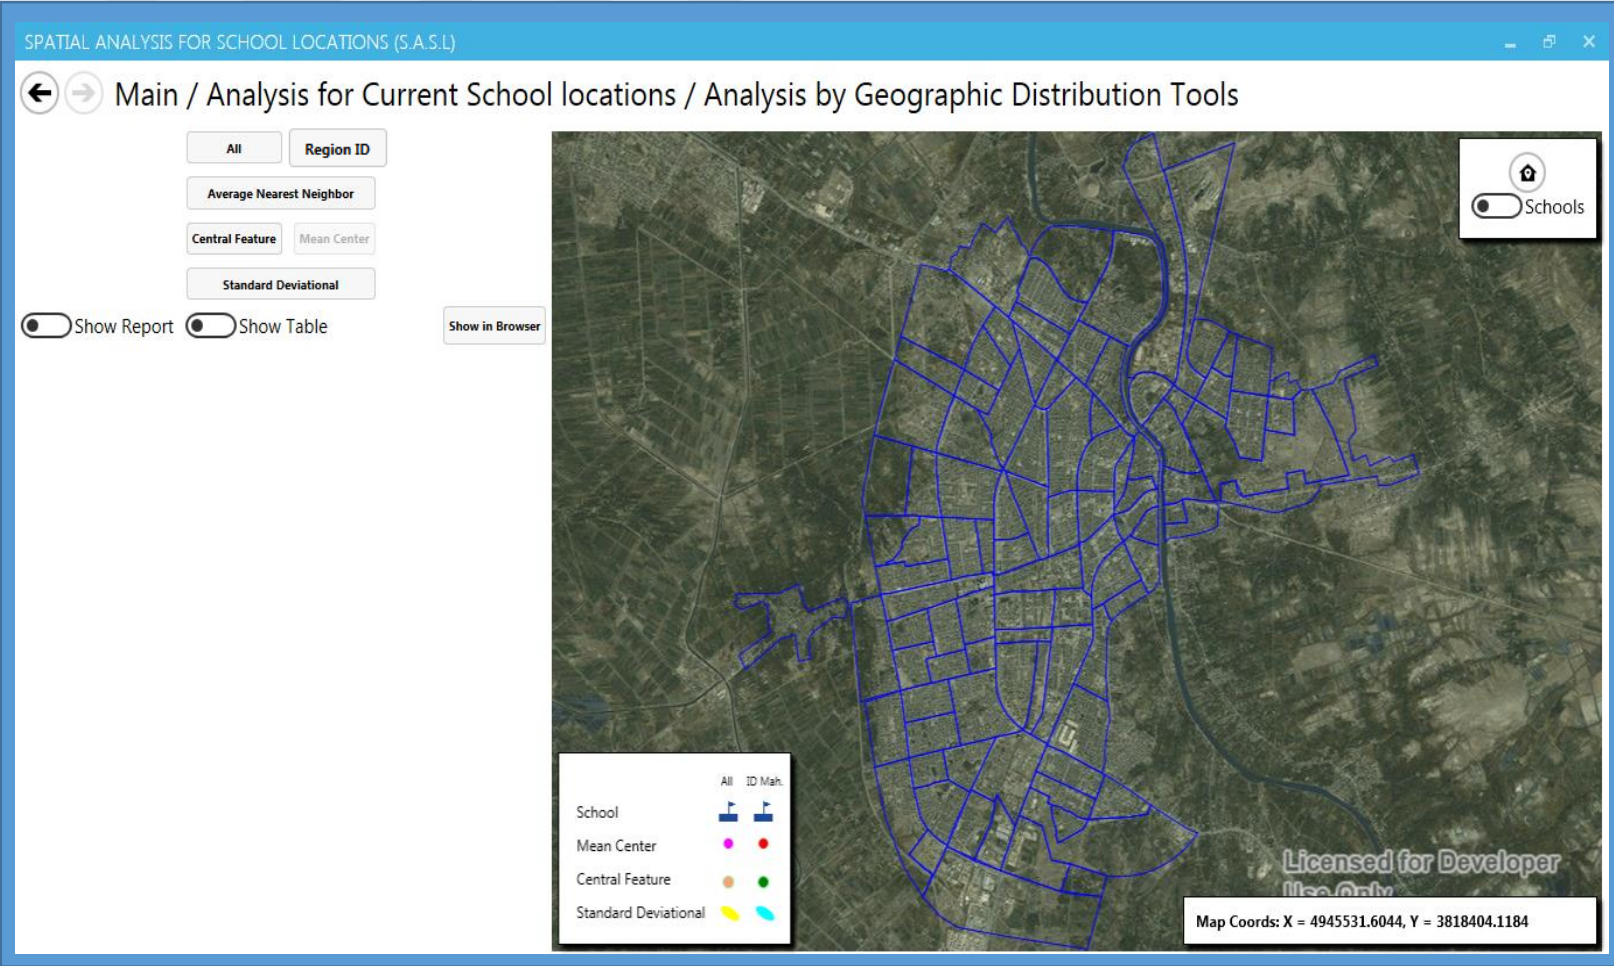 SPATIAL ANALYSIS FOR SCHOOL LOCATIONS (S.A.S.L)
Main / Analysis for Current School locations / Analysis by Geographic Distribution Tools
All Region ID
Average Nearest Neighbor
Central Feature Mean Center
Standard Deviational
Show Report Show Table Show in Browser
Schools
All ID Mah.
School
Mean Center
Central Feature
Standard Deviational
Licensed for Developer
Use Only
Map Coords: X = 4945531.6044, Y = 3818404.1184